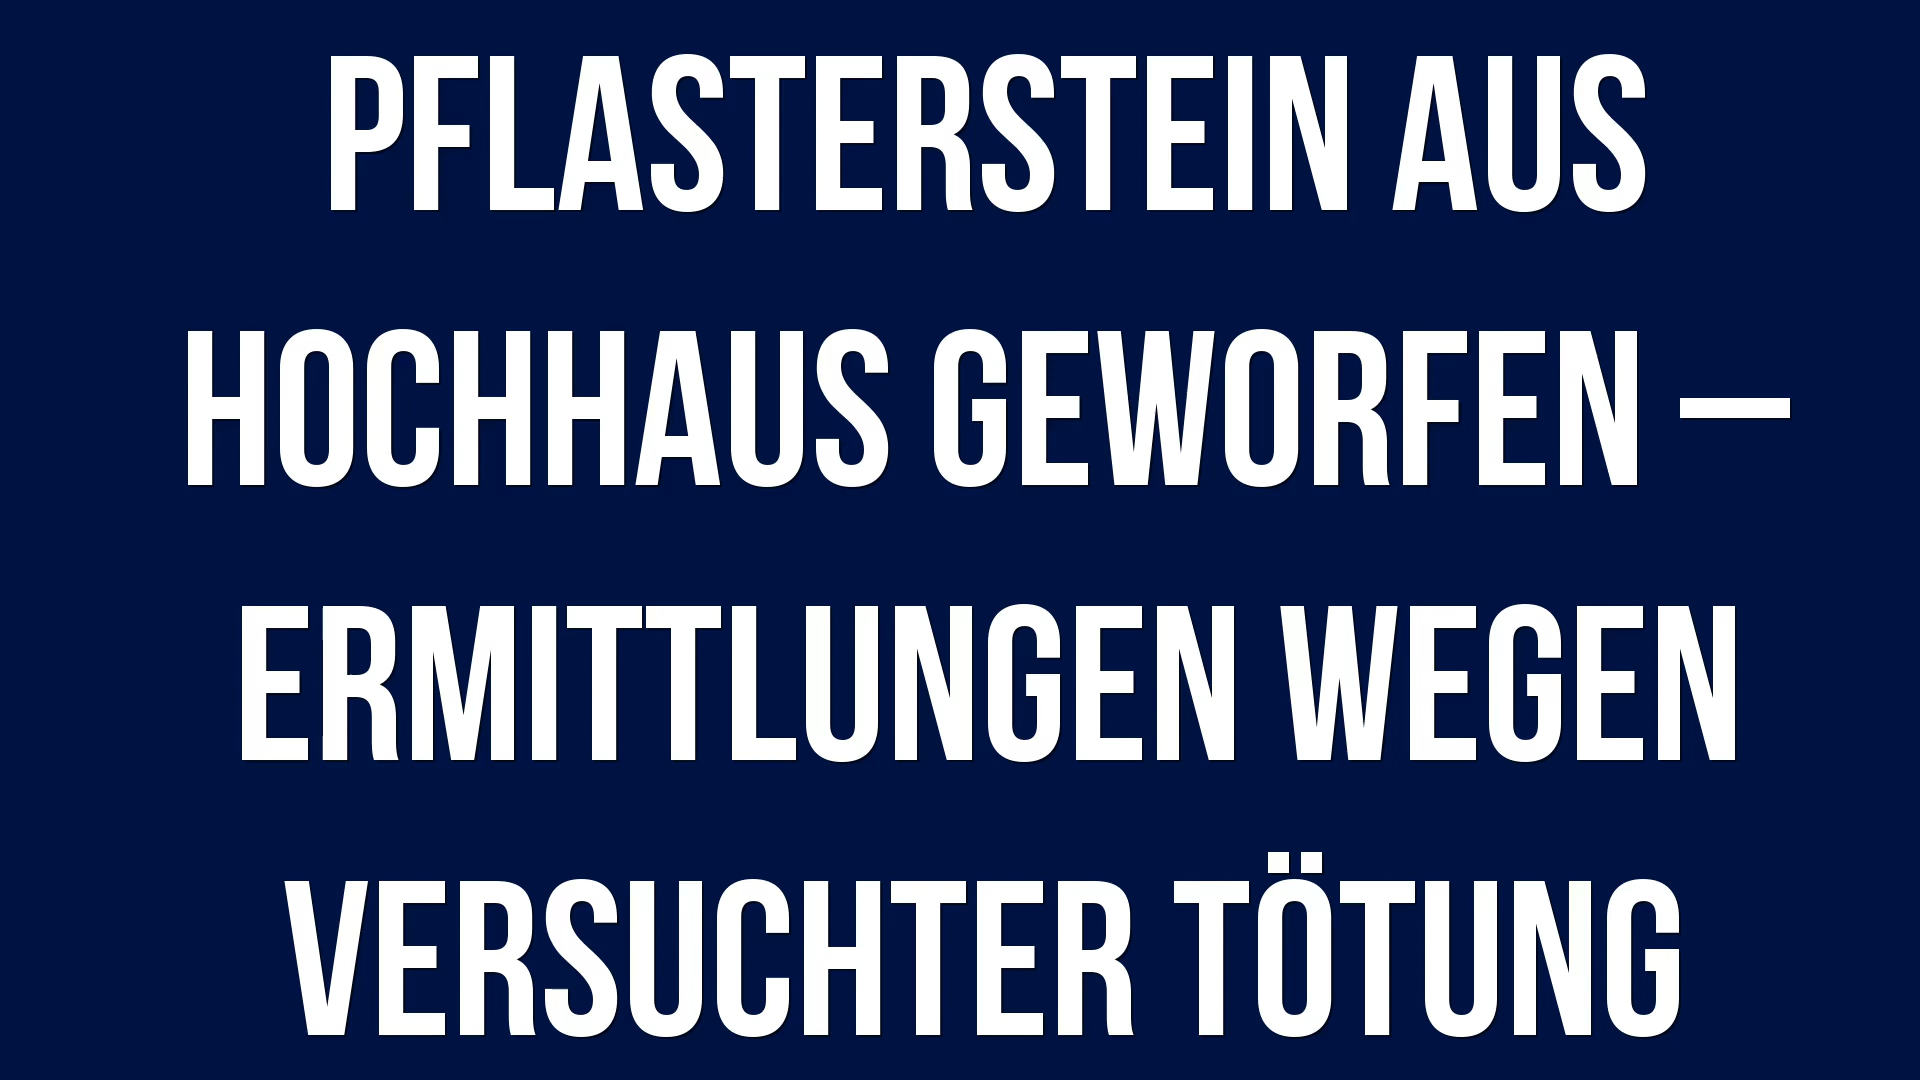 PFLASTERSTEIN AUS
HOCHHAUS GEWORFEN –
ERMITTLUNGEN WEGEN
VERSUCHTER TÖTUNG